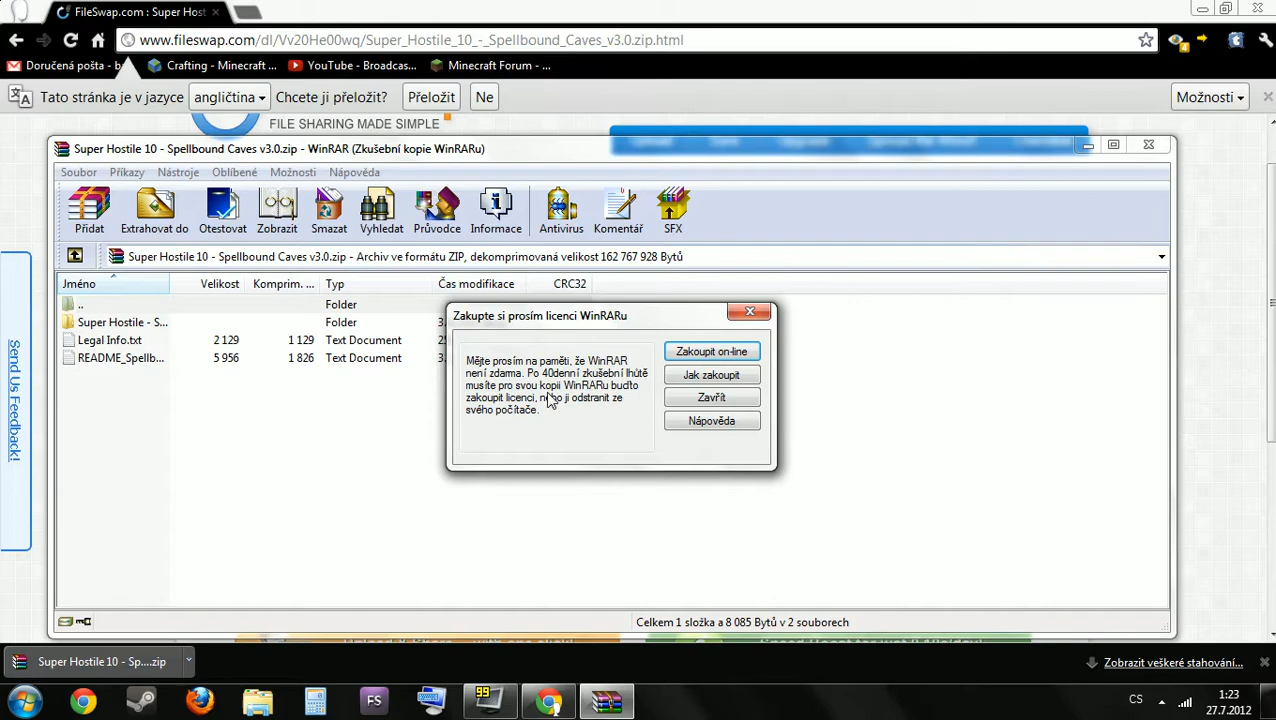 FileSwap.com : Super Host
www.fileswap.com/dl/Vv20He00wq/Super_Hostile_10_-_Spellbound_Caves_v3.0.zip.html
Doručená pošta - b
Crafting - Minecraft ...
YouTube - Broadcas...
Minecraft Forum - ...
Tato stránka je v jazyce
angličtina
Chcete ji přeložit?
Přeložit
Ne
Možnosti
FILE SHARING MADE SIMPLE
Super Hostile 10 - Spellbound Caves v3.0.zip - WinRAR (Zkušební kopie WinRARu)
Soubor Příkazy Nástroje Oblíbené Možnosti Nápověda
Přidat Extrahovat do Otestovat Zobrazit Smazat Vyhledat Průvodce Informace Antivirus Komentář SFX
Super Hostile 10 - Spellbound Caves v3.0.zip - Archiv ve formátu ZIP, dekomprimovaná velikost 162 767 928 Bytů
Jméno Velikost Komprim. ... Typ Čas modifikace CRC32
.. Folder
Super Hostile - S... Folder 3.
Legal Info.txt 2 129 1 129 Text Document
README_Spellb... 5 956 1 826 Text Document 3.
Zakupte si prosím licenci WinRARu
Mějte prosím na paměti, že WinRAR
není zdarma. Po 40denní zkušební lhůtě
musíte pro svou kopii WinRARu buďto
zakoupit licenci, nebo ji odstranit ze
svého počítače.
Zakoupit on-line
Jak zakoupit
Zavřít
Nápověda
Send Us Feedback!
Celkem 1 složka a 8 085 Bytů v 2 souborech
Super Hostile 10 - Sp....zip
Zobrazit veškeré stahování...
FS
99
CS
1:23
27.7.2012